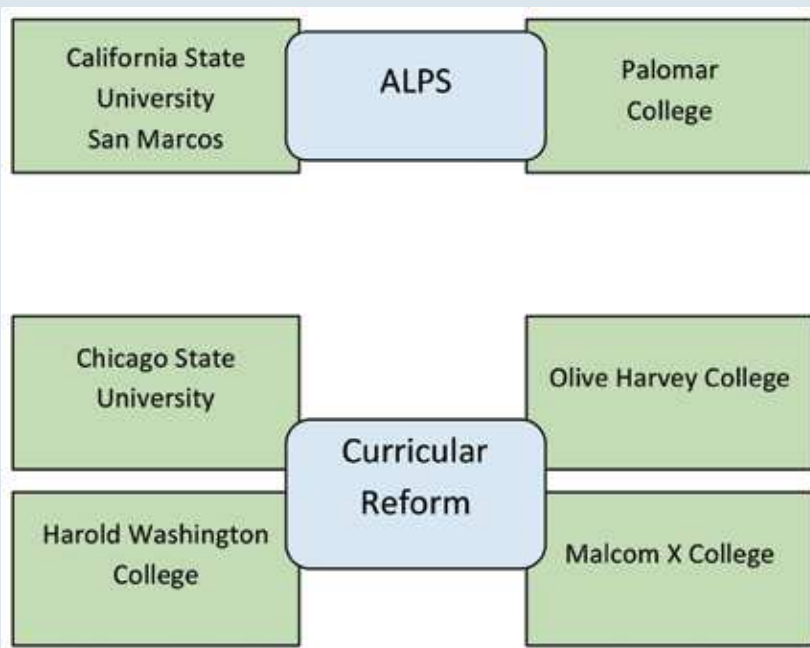 California State
University
San Marcos
ALPS
Palomar
College
Chicago State
University
Olive Harvey College
Curricular
Reform
Harold Washington
College
Malcom X College